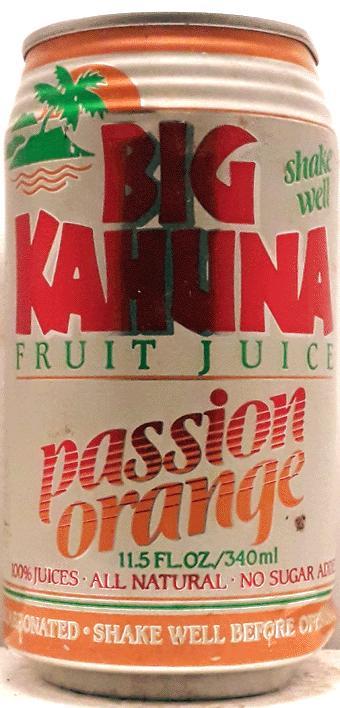 BIG
shake
well
KAHUNA
FRUIT JUICE
passion
orange
11.5 FL.OZ./340ml
100% JUICES · ALL NATURAL · NO SUGAR
· SHAKE WELL BEFORE